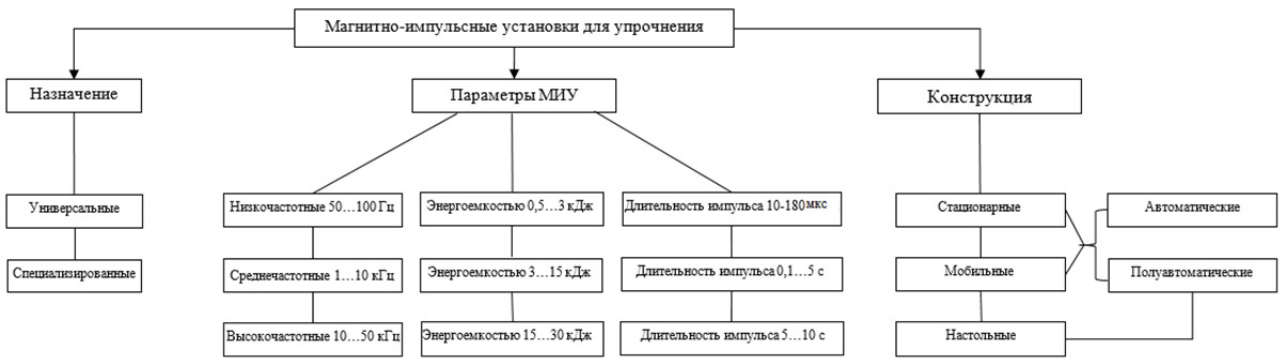 Магнитно-импульсные установки для упрочнения
Назначение
Параметры МИУ
Конструкция
Универсальные
Специализированные
Низкочастотные 50…100 Гц
Среднечастотные 1…10 кГц
Высокочастотные 10…50 кГц
Энергоемкостью 0,5…3 кДж
Энергоемкостью 3…15 кДж
Энергоемкостью 15…30 кДж
Длительность импульса 10-180мкс
Длительность импульса 0,1…5 с
Длительность импульса 5…10 с
Стационарные
Мобильные
Настольные
Автоматические
Полуавтоматические